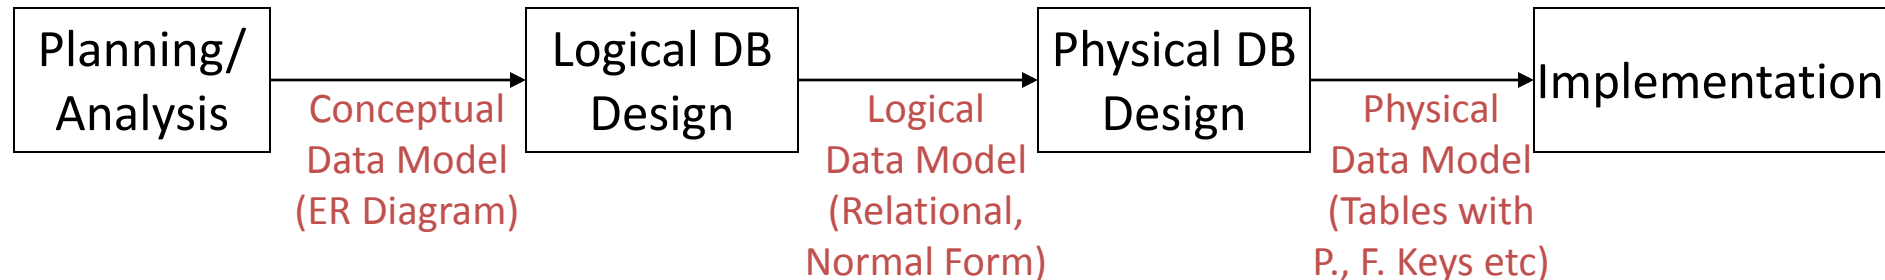 Planning/
Analysis
Conceptual
Data Model
(ER Diagram)
Logical DB
Design
Logical
Data Model
(Relational,
Normal Form)
Physical DB
Design
Physical
Data Model
(Tables with
P., F. Keys etc)
Implementation